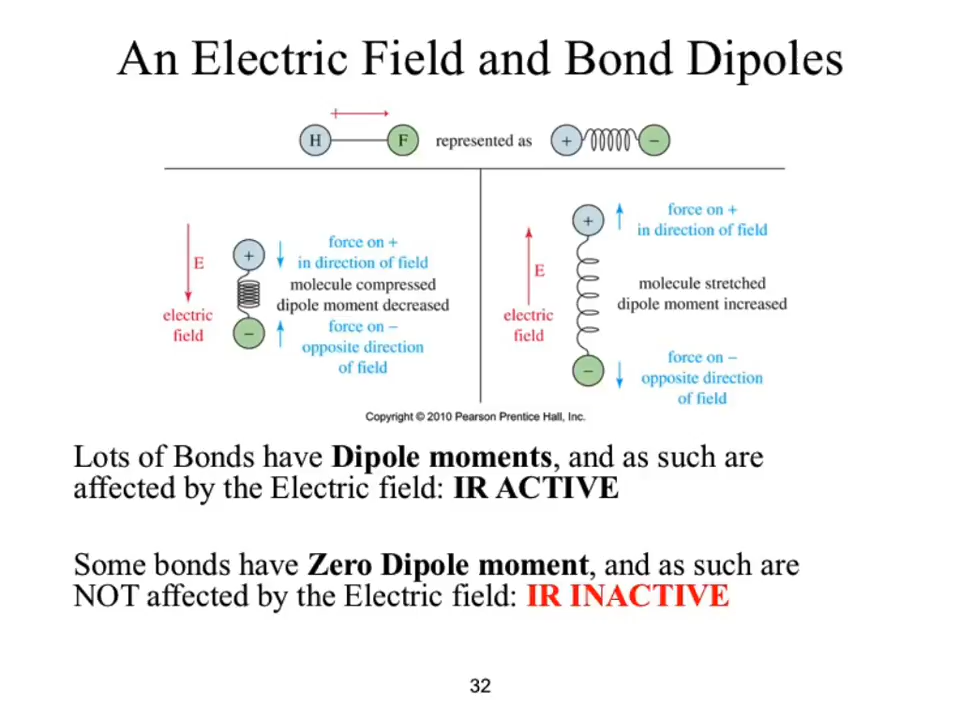 An Electric Field and Bond Dipoles
H F represented as + −
E
electric
field
+
−
force on +
in direction of field
molecule compressed
dipole moment decreased
force on −
opposite direction
of field
E
electric
field
+
−
force on +
in direction of field
molecule stretched
dipole moment increased
force on −
opposite direction
of field
Copyright © 2010 Pearson Prentice Hall, Inc.
Lots of Bonds have Dipole moments, and as such are
affected by the Electric field: IR ACTIVE
Some bonds have Zero Dipole moment, and as such are
NOT affected by the Electric field: IR INACTIVE
32